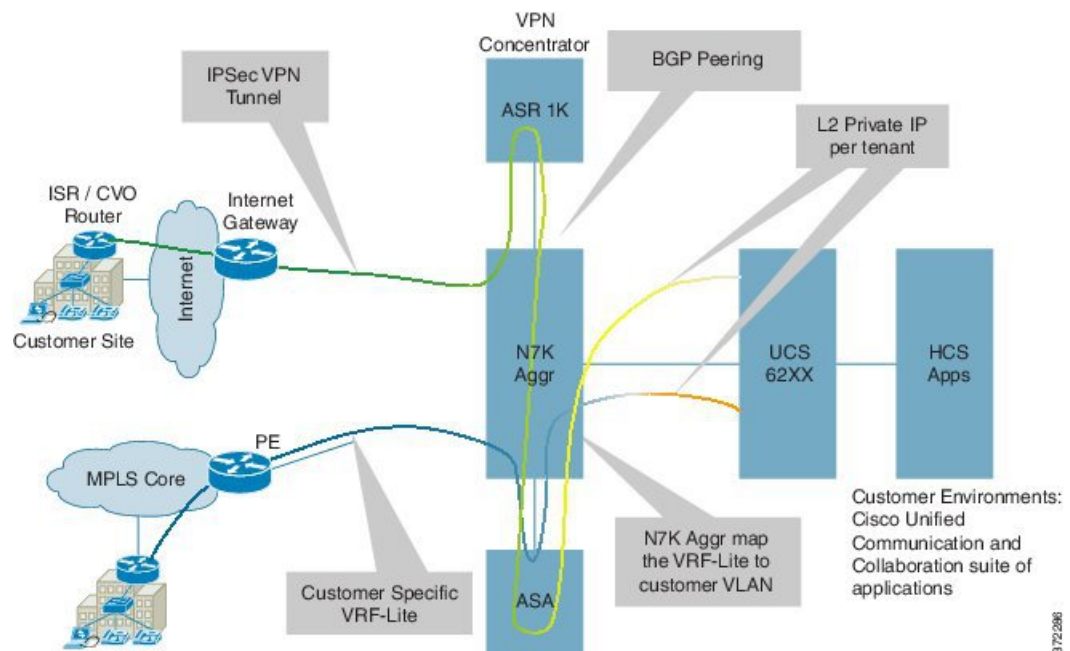 VPN
Concentrator
BGP Peering
IPSec VPN
Tunnel
ASR 1K
L2 Private IP
per tenant
ISR / CVO
Router
Internet
Gateway
Internet
Customer Site
N7K
Aggr
UCS
62XX
HCS
Apps
PE
MPLS Core
Customer Environments:
Cisco Unified
Communication and
Collaboration suite of
applications
N7K Aggr map
the VRF-Lite to
customer VLAN
Customer Specific
VRF-Lite
ASA
372286